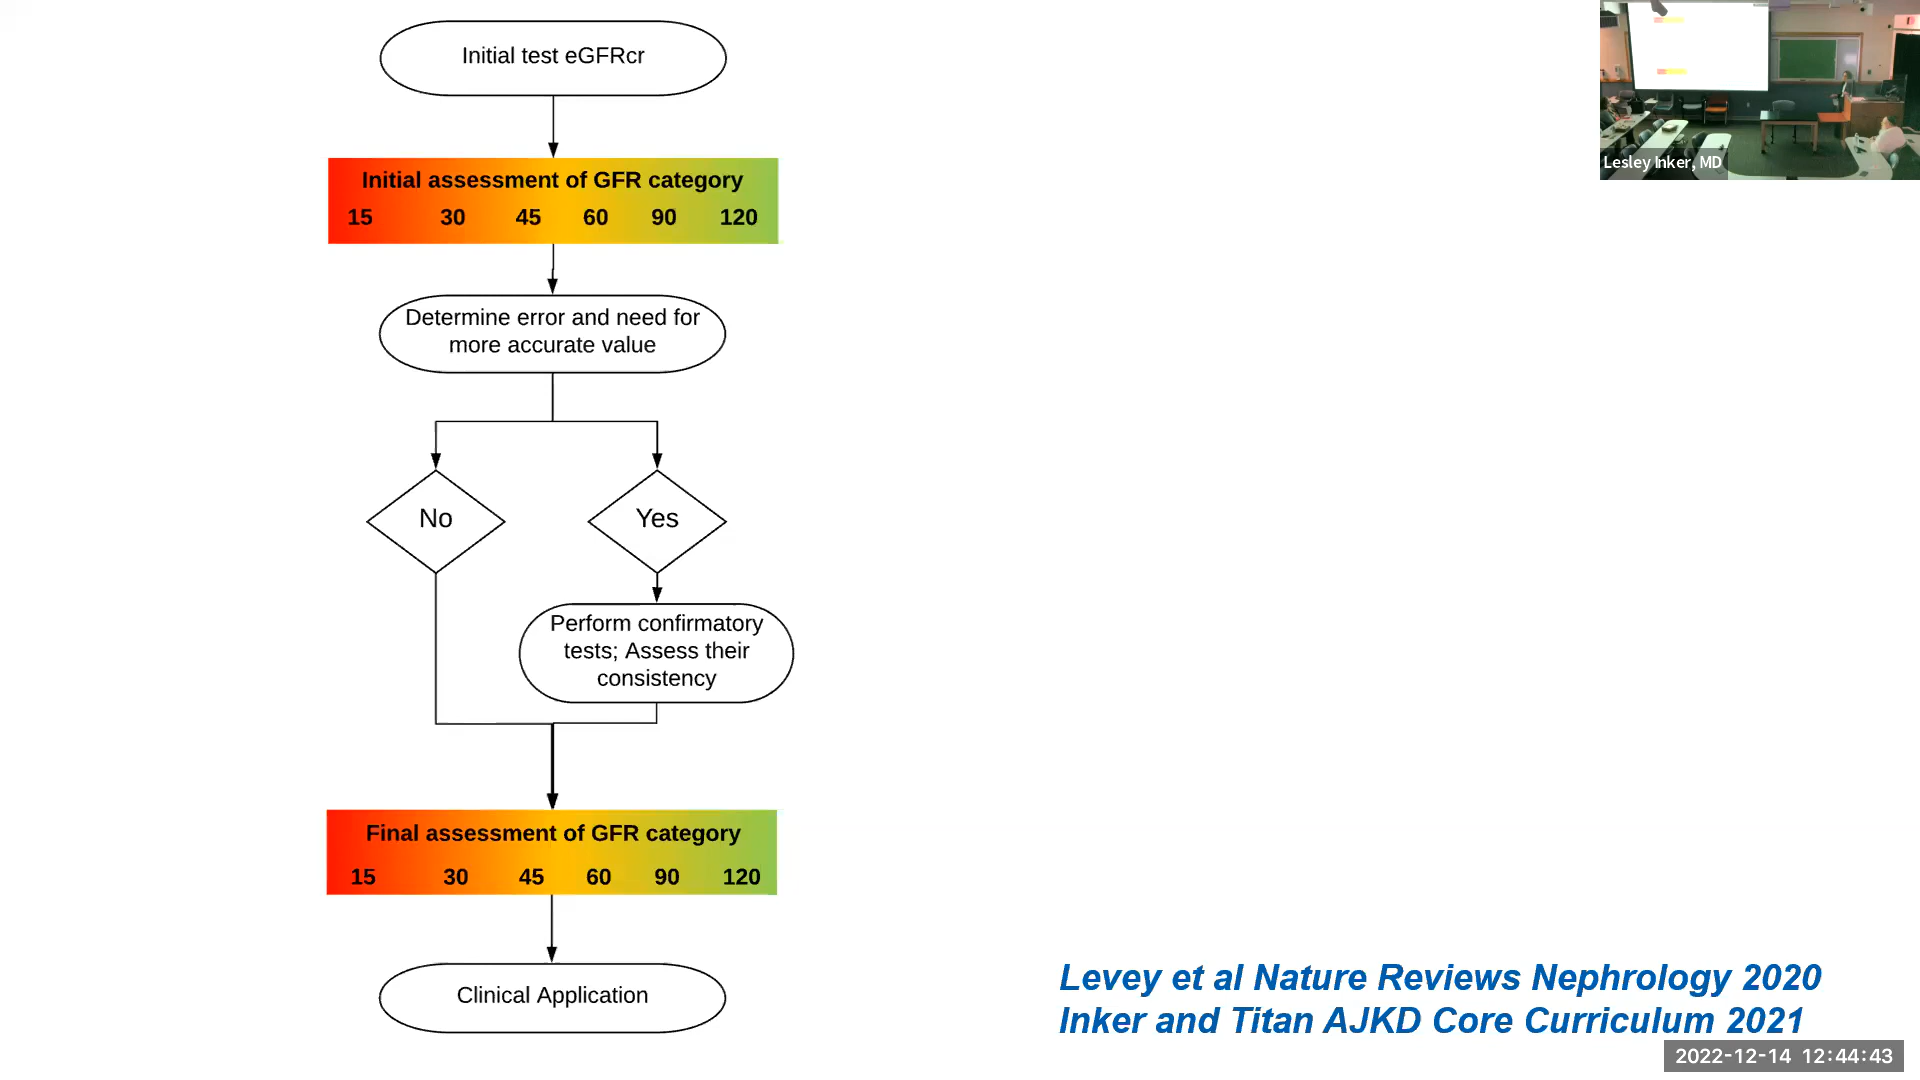 Initial test eGFRcr
Initial assessment of GFR category
15 30 45 60 90 120
Determine error and need for
more accurate value
No
Yes
Perform confirmatory
tests; Assess their
consistency
Final assessment of GFR category
15 30 45 60 90 120
Clinical Application
Lesley Inker, MD
Levey et al Nature Reviews Nephrology 2020
Inker and Titan AJKD Core Curriculum 2021
2022-12-14 12:44:43